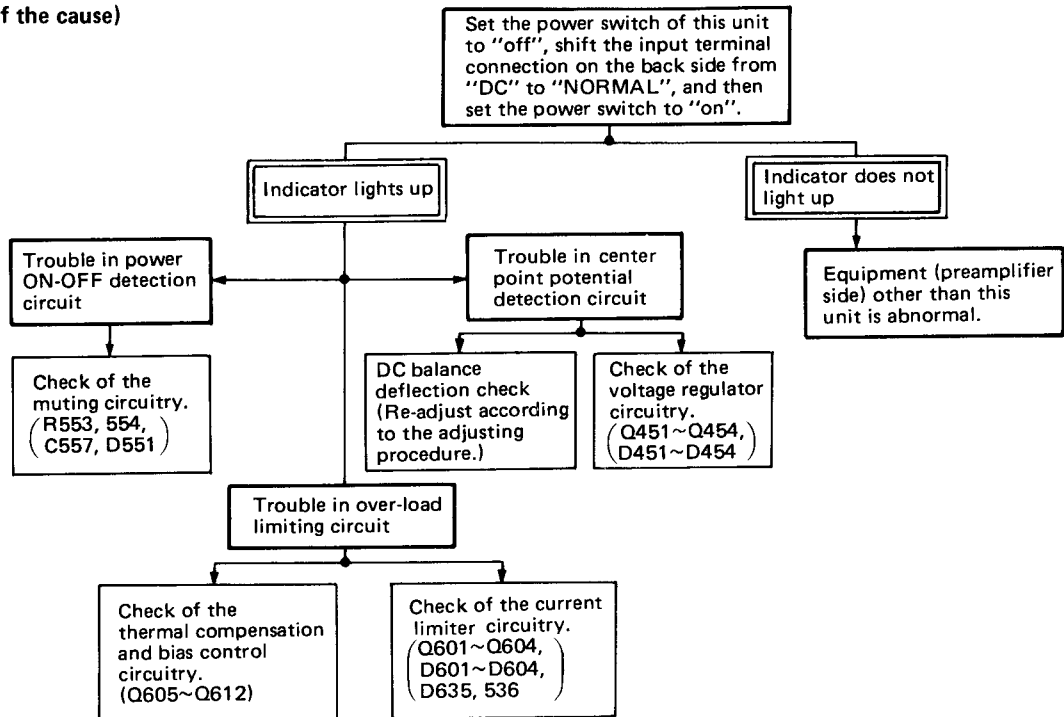 f the cause)
Set the power switch of this unit
to "off", shift the input terminal
connection on the back side from
"DC" to "NORMAL", and then
set the power switch to "on".
Indicator lights up
Indicator does not
light up
Trouble in power
ON-OFF detection
circuit
Trouble in center
point potential
detection circuit
Equipment (preamplifier
side) other than this
unit is abnormal.
Check of the
muting circuitry.
(R553, 554,
C557, D551)
DC balance
deflection check
(Re-adjust according
to the adjusting
procedure.)
Check of the
voltage regulator
circuitry.
(Q451~Q454,
D451~D454)
Trouble in over-load
limiting circuit
Check of the
thermal compensation
and bias control
circuitry.
(Q605~Q612)
Check of the current
limiter circuitry.
(Q601~Q604,
D601~D604,
D635, 536)